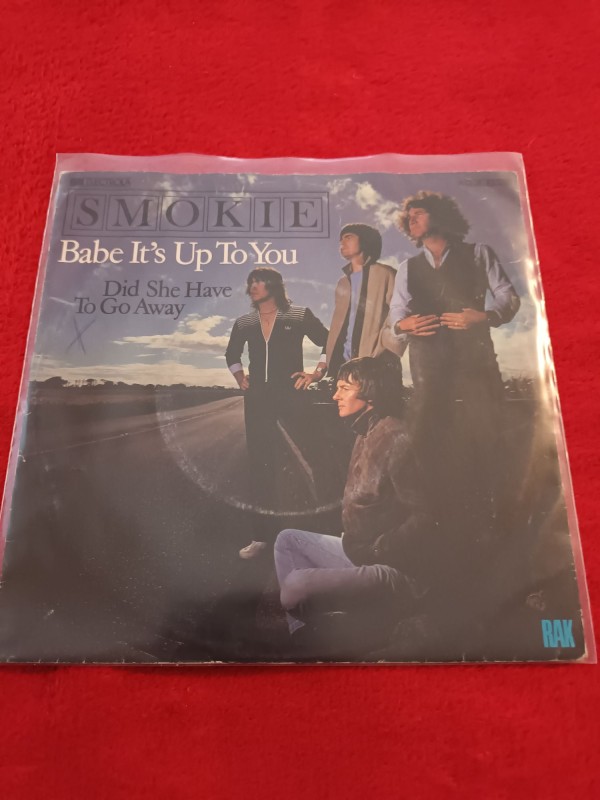 SMOKIE
Babe It's Up To You
Did She Have
To Go Away
RAK